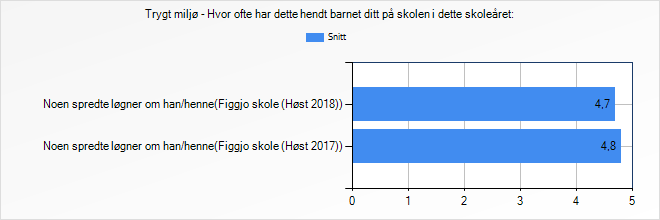 Trygt miljø - Hvor ofte har dette hendt barnet ditt på skolen i dette skoleåret:
Snitt
Noen spredte løgner om han/henne(Figgjo skole (Høst 2018)) 4,7
Noen spredte løgner om han/henne(Figgjo skole (Høst 2017)) 4,8
0 1 2 3 4 5